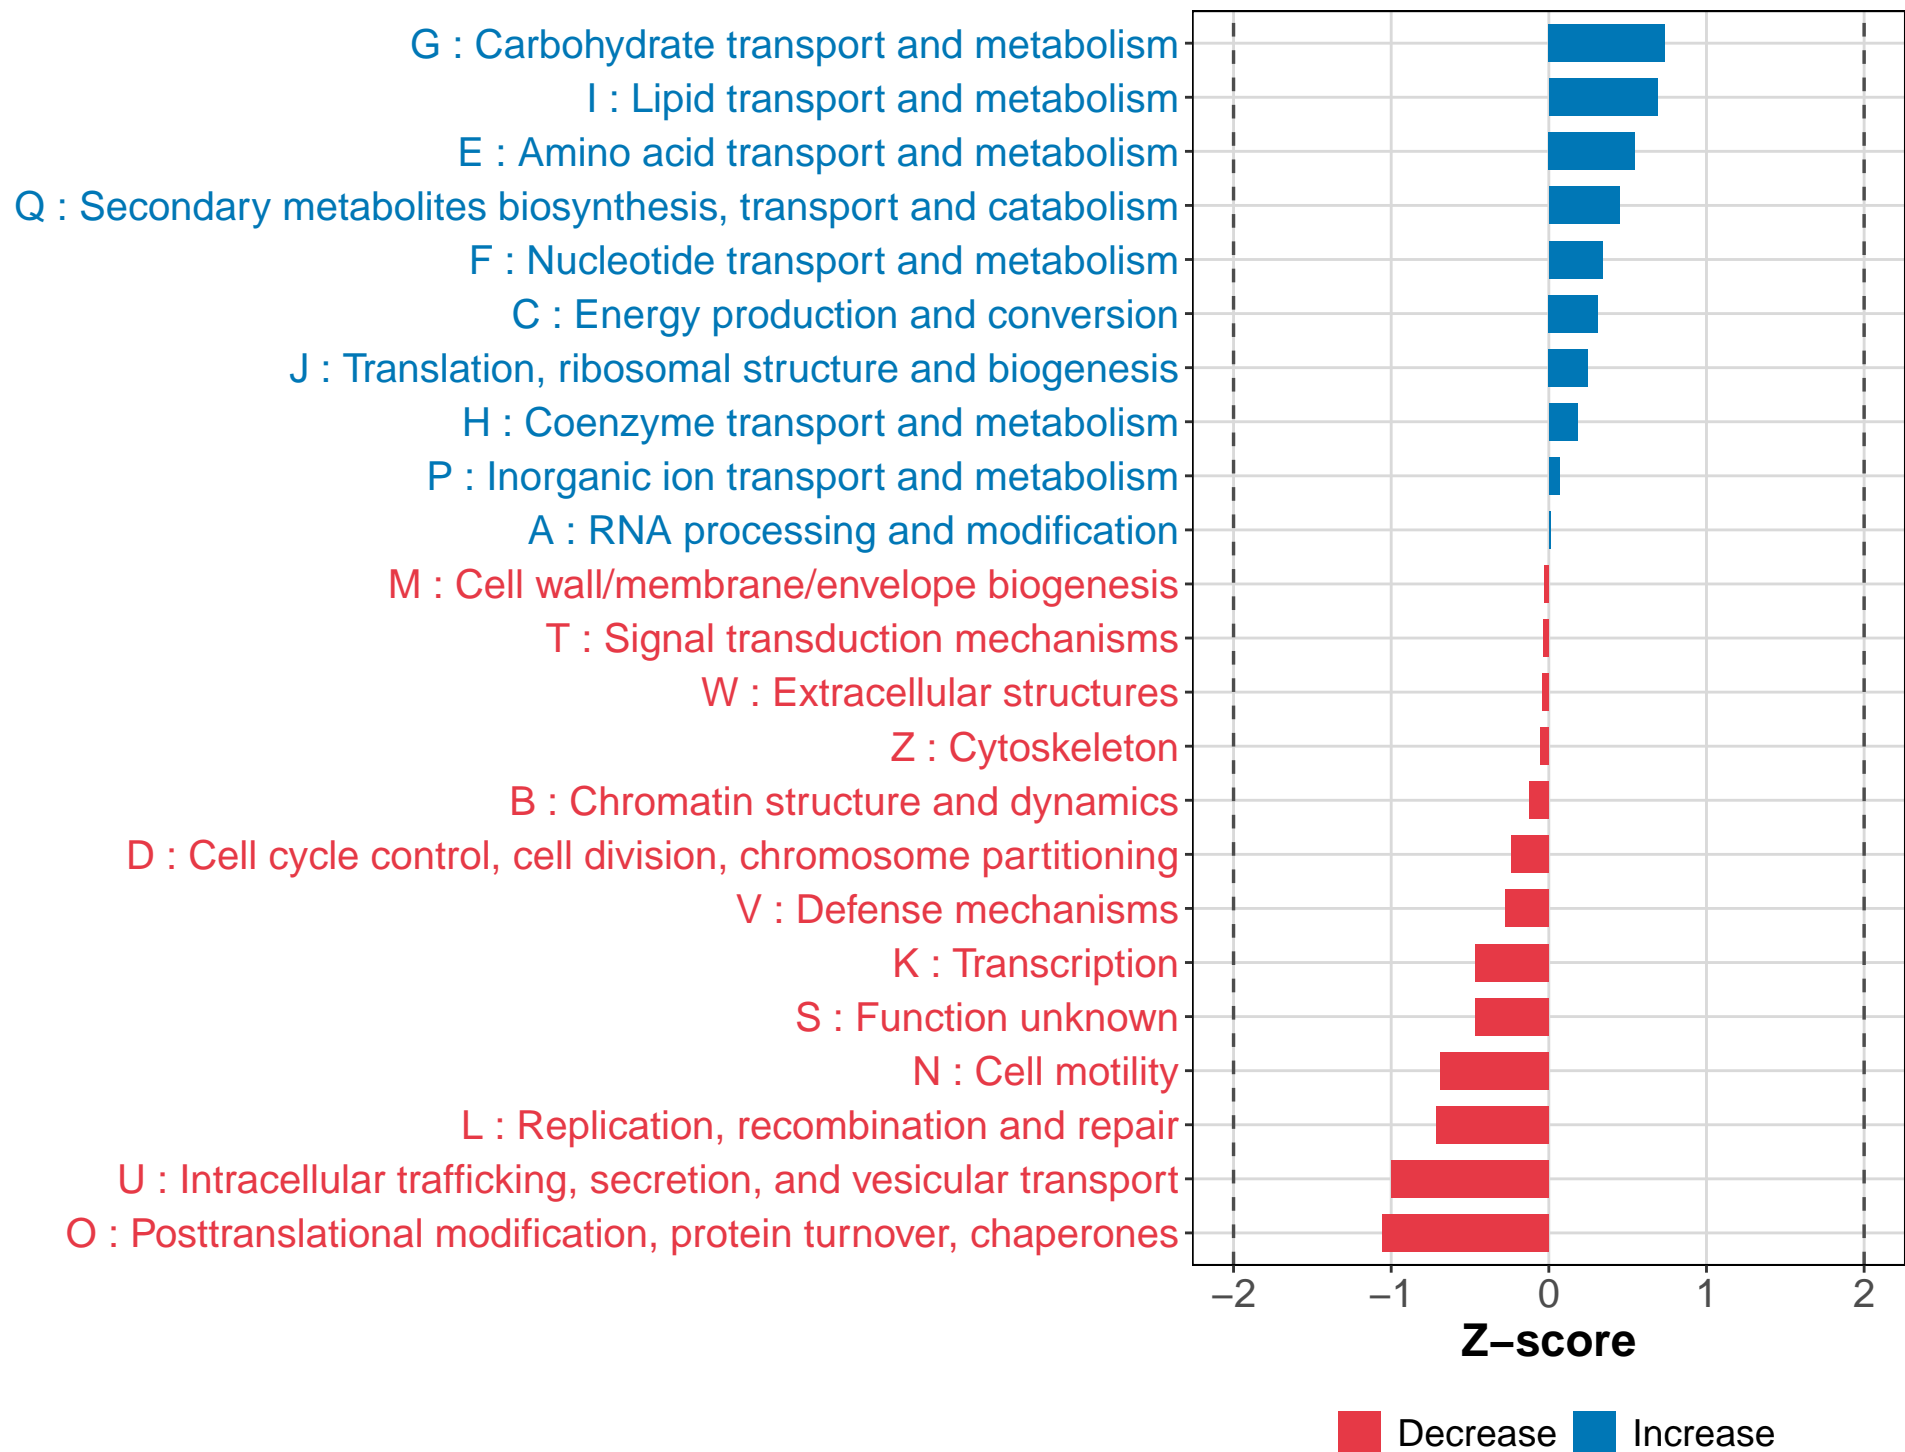 G : Carbohydrate transport and metabolism
I : Lipid transport and metabolism
E : Amino acid transport and metabolism
Q : Secondary metabolites biosynthesis, transport and catabolism
F : Nucleotide transport and metabolism
C : Energy production and conversion
J : Translation, ribosomal structure and biogenesis
H : Coenzyme transport and metabolism
P : Inorganic ion transport and metabolism
A : RNA processing and modification
M : Cell wall/membrane/envelope biogenesis
T : Signal transduction mechanisms
W : Extracellular structures
Z : Cytoskeleton
B : Chromatin structure and dynamics
D : Cell cycle control, cell division, chromosome partitioning
V : Defense mechanisms
K : Transcription
S : Function unknown
N : Cell motility
L : Replication, recombination and repair
U : Intracellular trafficking, secretion, and vesicular transport
O : Posttranslational modification, protein turnover, chaperones
−2 −1 0 1 2
Z−score
Decrease Increase